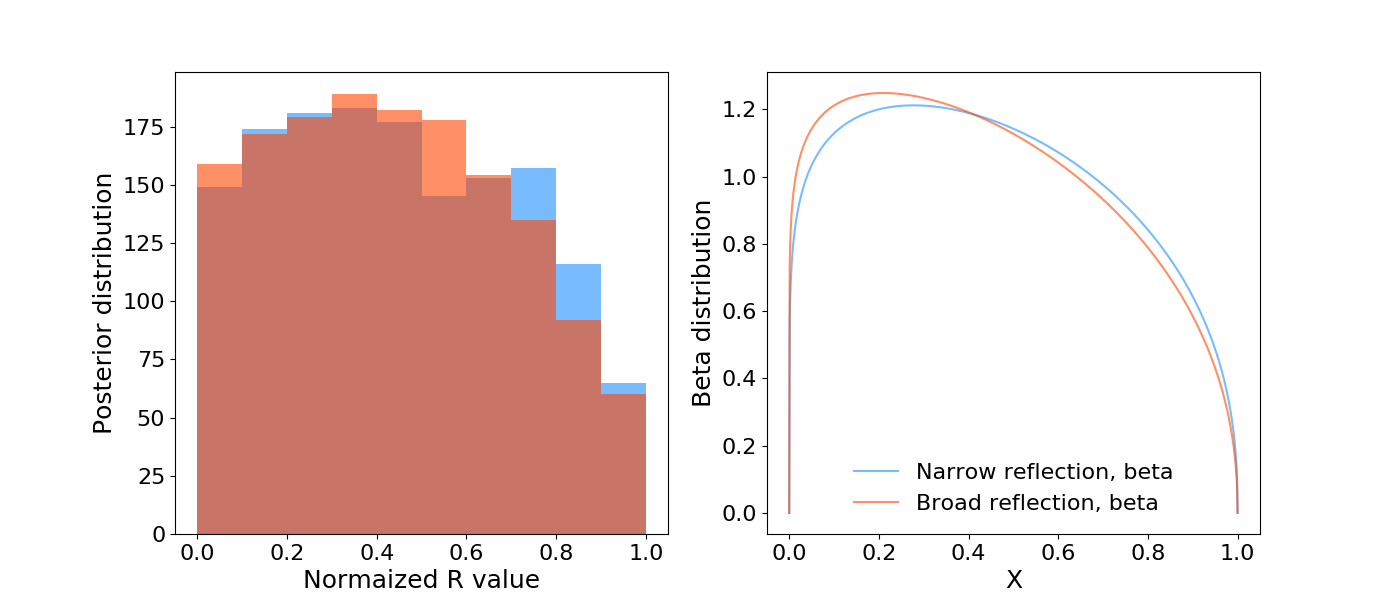 Posterior distribution
175
150
125
100
75
50
25
0
0.0 0.2 0.4 0.6 0.8 1.0
Normaized R value
Beta distribution
1.2
1.0
0.8
0.6
0.4
0.2
0.0
Narrow reflection, beta
Broad reflection, beta
0.0 0.2 0.4 0.6 0.8 1.0
X